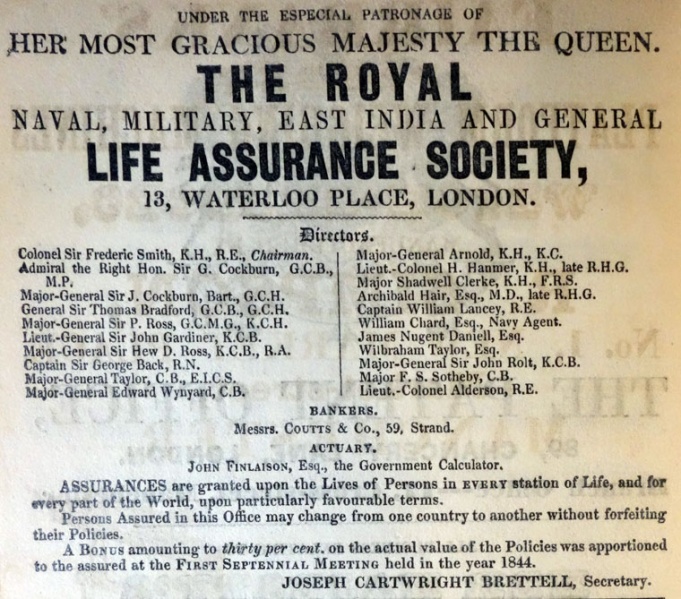 UNDER THE ESPECIAL PATRONAGE OF
HER MOST GRACIOUS MAJESTY THE QUEEN.
THE ROYAL
NAVAL, MILITARY, EAST INDIA AND GENERAL
LIFE ASSURANCE SOCIETY,
13, WATERLOO PLACE, LONDON.
Directors.
Colonel Sir Frederic Smith, K.H., R.E., Chairman.
Admiral the Right Hon. Sir G. Cockburn, G.C.B.,
M.P.
Major-General Sir J. Cockburn, Bart., G.C.H.
General Sir Thomas Bradford, G.C.B., G.C.H.
Major-General Sir P. Ross, G.C.M.G., K.C.H.
Lieut.-General Sir John Gardiner, K.C.B.
Major-General Sir Hew D. Ross, K.C.B., R.A.
Captain Sir George Back, R.N.
Major-General Taylor, C.B., E.I.C.S.
Major-General Edward Wynyard, C.B.
Major-General Arnold, K.H., K.C.
Lieut.-Colonel H. Hanmer, K.H., late R.H.G.
Major Shadwell Clerke, K.H., F.R.S.
Archibald Hair, Esq., M.D., late R.H.G.
Captain William Lancey, R.E.
William Chard, Esq., Navy Agent.
James Nugent Daniell, Esq.
Wilbraham Taylor, Esq.
Major-General Sir John Rolt, K.C.B.
Major F. S. Sotheby, C.B.
Lieut.-Colonel Alderson, R.E.
BANKERS.
Messrs. COUTTS & Co., 59, Strand.
ACTUARY.
JOHN FINLAISON, Esq., the Government Calculator.
ASSURANCES are granted upon the Lives of Persons in EVERY station of Life, and for
every part of the World, upon particularly favourable terms.
Persons Assured in this Office may change from one country to another without forfeiting
their Policies.
A BONUS amounting to thirty per cent. on the actual value of the Policies was apportioned
to the assured at the FIRST SEPTENNIAL MEETING held in the year 1844.
JOSEPH CARTWRIGHT BRETTELL, Secretary.